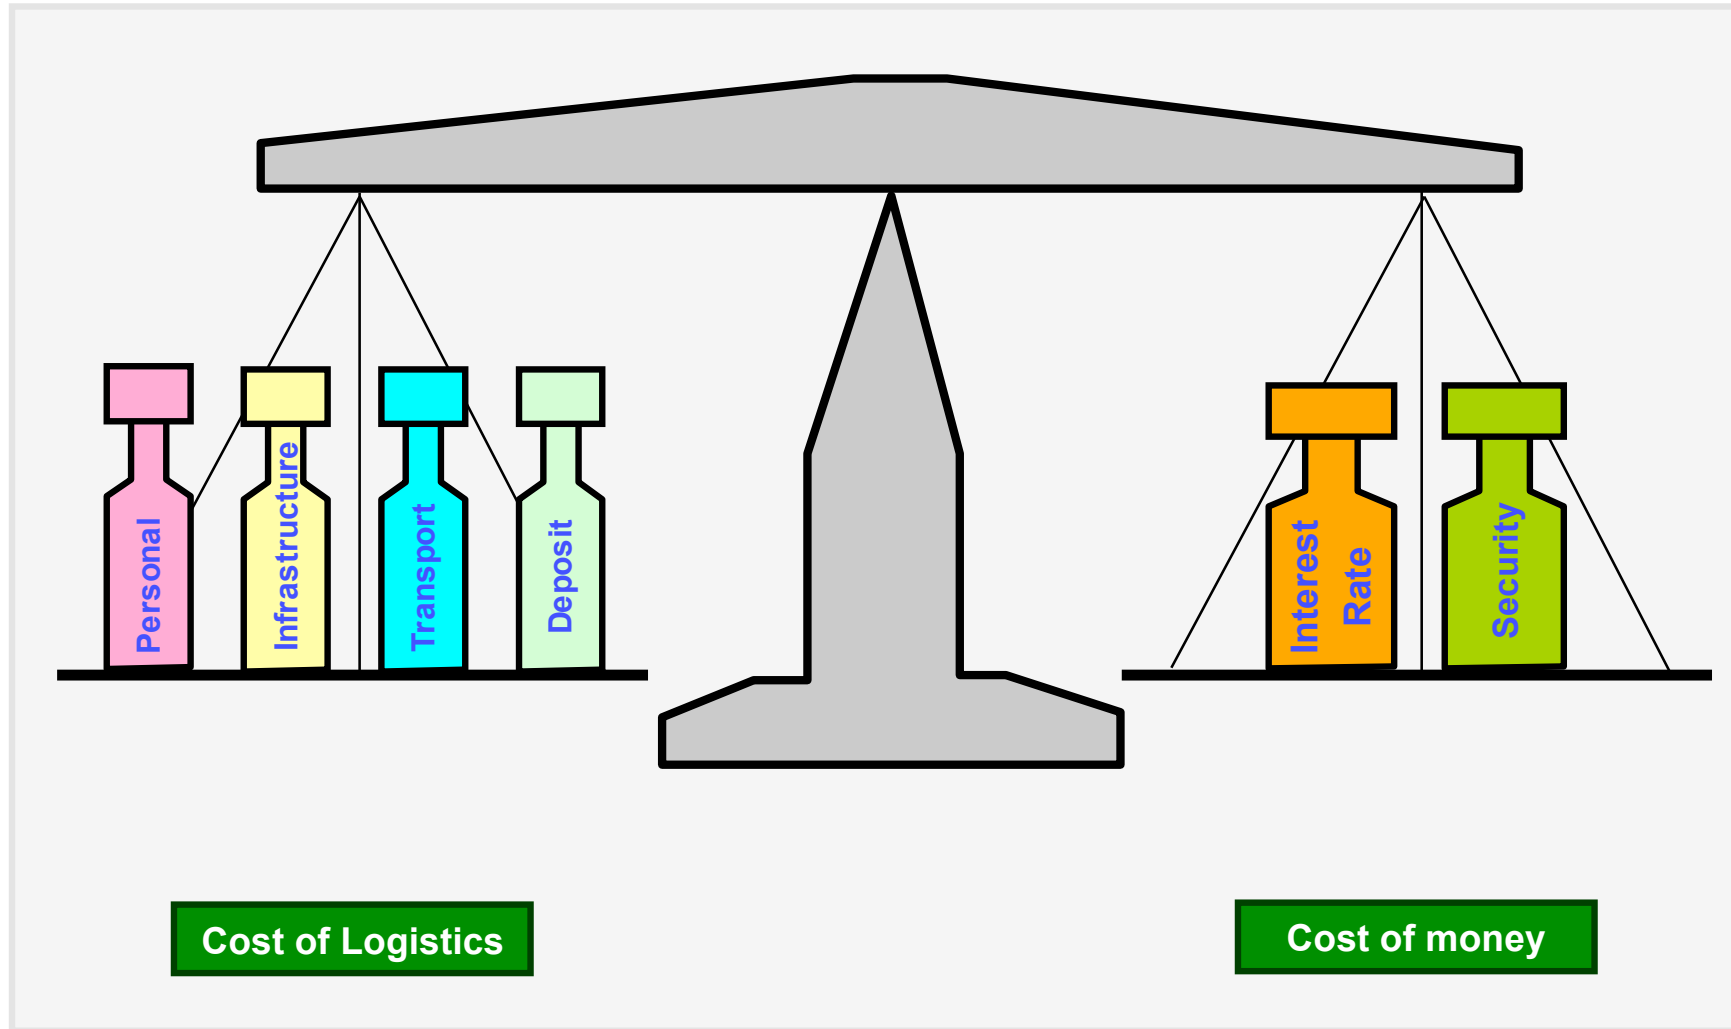 Personal
Infrastructure
Transport
Deposit
Interest
Rate
Security
Cost of Logistics
Cost of money